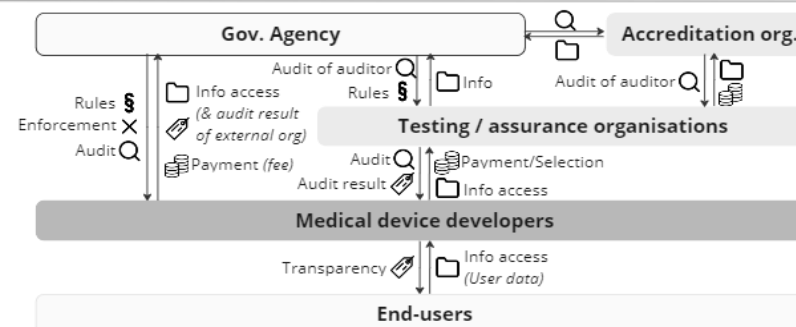 Gov. Agency
Accreditation org.
Audit of auditor
Rules §
Info
Audit of auditor
Rules §
Enforcement
Audit
Info access
(& audit result
of external org)
Payment (fee)
Testing / assurance organisations
Audit
Audit result
Payment/Selection
Info access
Medical device developers
Transparency
Info access
(User data)
End-users